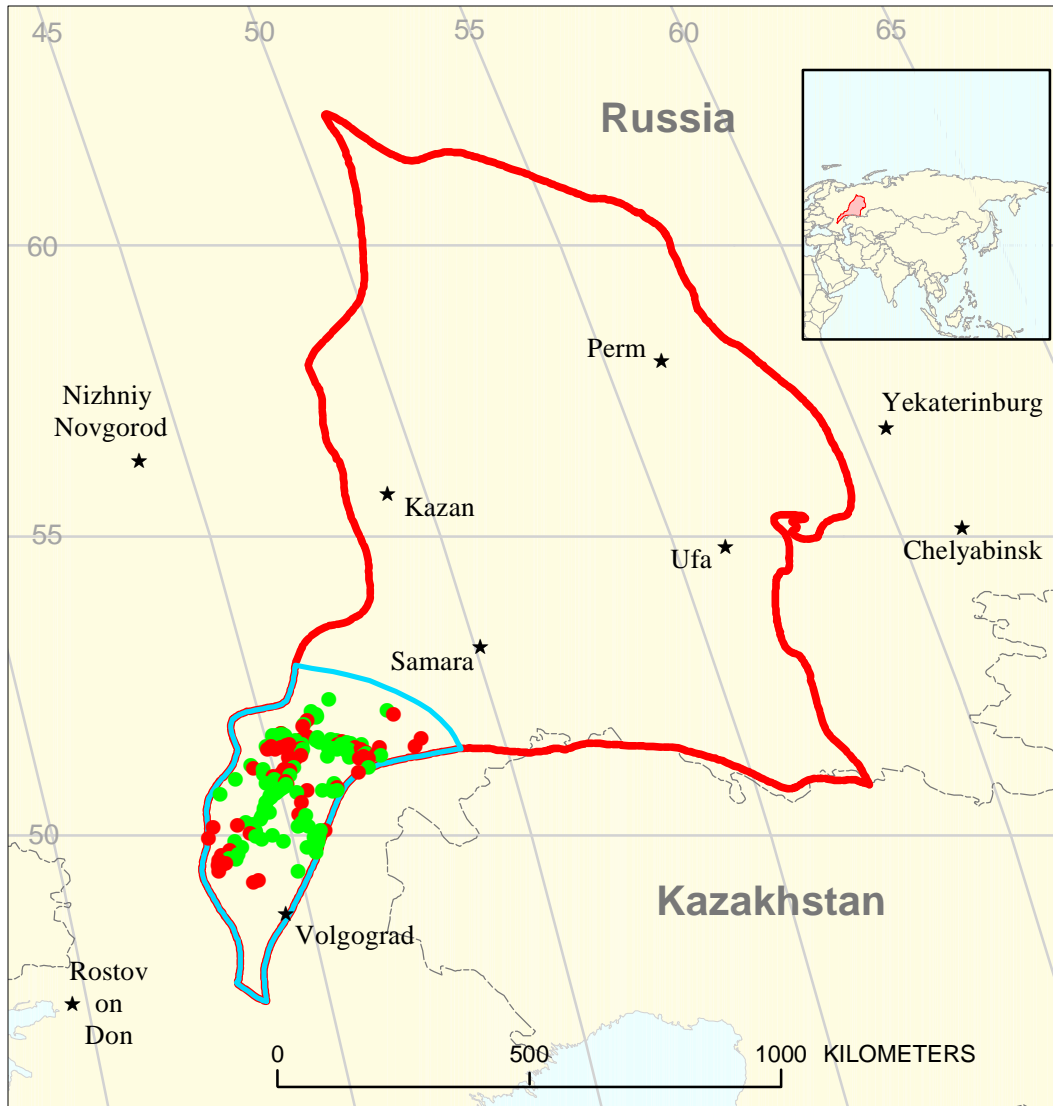 45
50
55
60
65
Russia
60
Perm
Nizhniy
Novgorod
Yekaterinburg
Kazan
55
Ufa
Chelyabinsk
Samara
50
Kazakhstan
Volgograd
Rostov
on
Don
0 500 1000 KILOMETERS